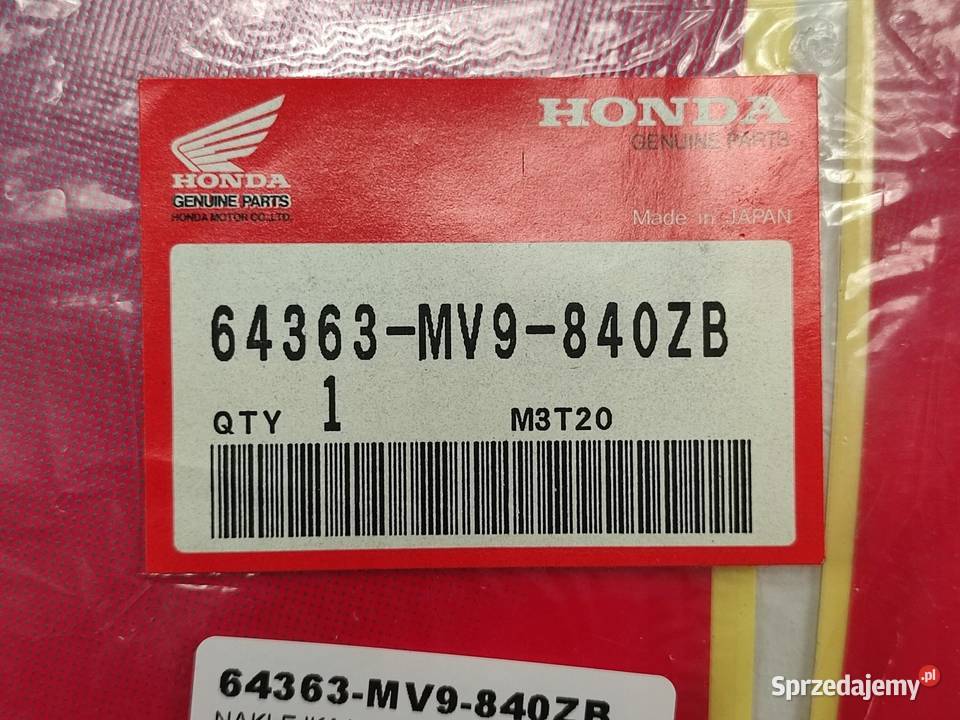 HONDA
GENUINE PARTS
HONDA
GENUINE PARTS
HONDA MOTOR CO.,LTD.
Made in JAPAN
64363-MV9-840ZB
QTY 1 M3T20
64363-MV9-840ZB
Sprzedajemy.pl